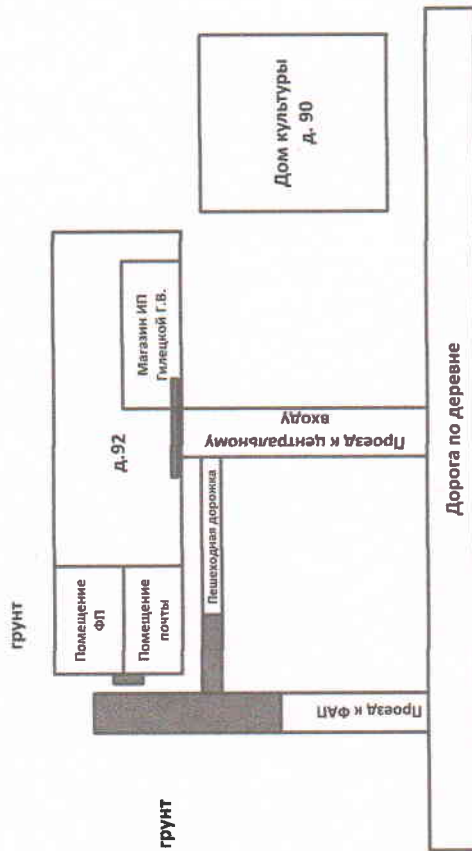 грунт
грунт
Помещение
ФП
Помещение
почты
д.92
Магазин ИП
Гилецкой Г.В.
Дом культуры
д. 90
Пешеходная дорожка
Проезд к центральному
входу
Проезд к ФАП
Дорога по деревне